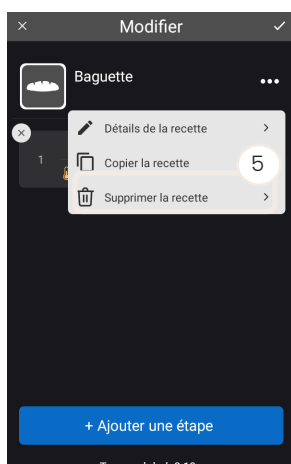 Modifier
Baguette
Détails de la recette
1
Copier la recette
5
Supprimer la recette
+ Ajouter une étape